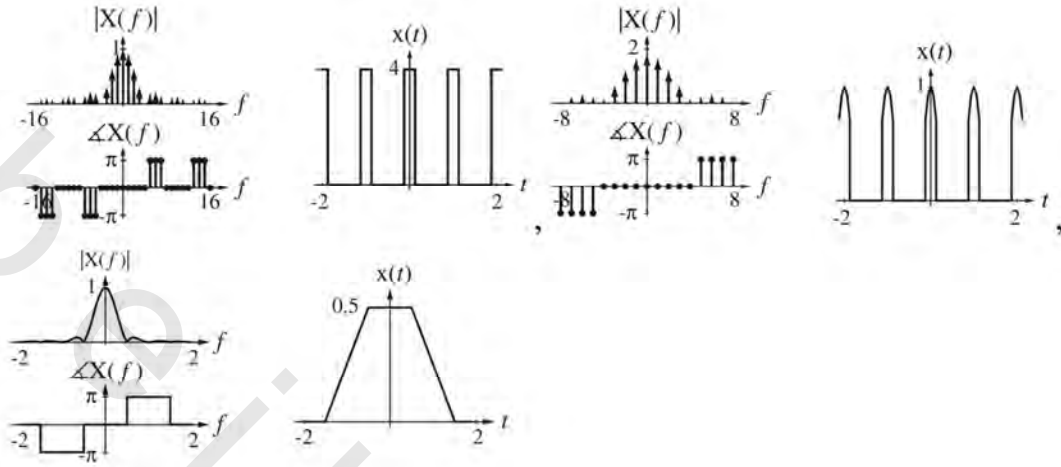 |X(f)|
1
-16
16
f
∡X(f)
π
-16
16
f
-π
x(t)
4
-2
2
t
,
|X(f)|
2
-8
8
f
∡X(f)
π
-8
8
f
-π
x(t)
1
-2
2
t
,
|X(f)|
1
-2
2
f
∡X(f)
π
-2
2
f
-π
x(t)
0.5
-2
2
t